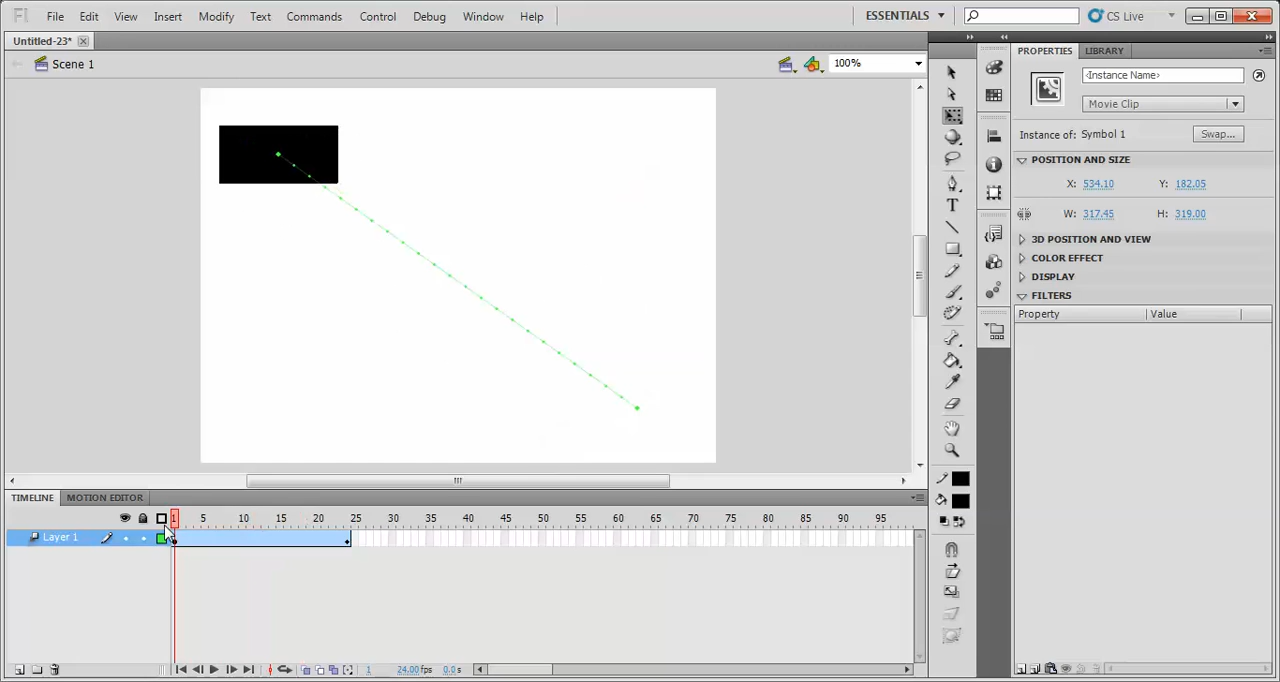 Fl File Edit View Insert Modify Text Commands Control Debug Window Help ESSENTIALS CS Live
Untitled-23*
Scene 1 100%
PROPERTIES LIBRARY
<Instance Name>
Movie Clip
Instance of: Symbol 1 Swap...
POSITION AND SIZE
X: 534.10 Y: 182.05
W: 317.45 H: 319.00
3D POSITION AND VIEW
COLOR EFFECT
DISPLAY
FILTERS
Property Value
T
TIMELINE MOTION EDITOR
1 5 10 15 20 25 30 35 40 45 50 55 60 65 70 75 80 85 90 95
Layer 1
1 24.00 fps 0.0 s